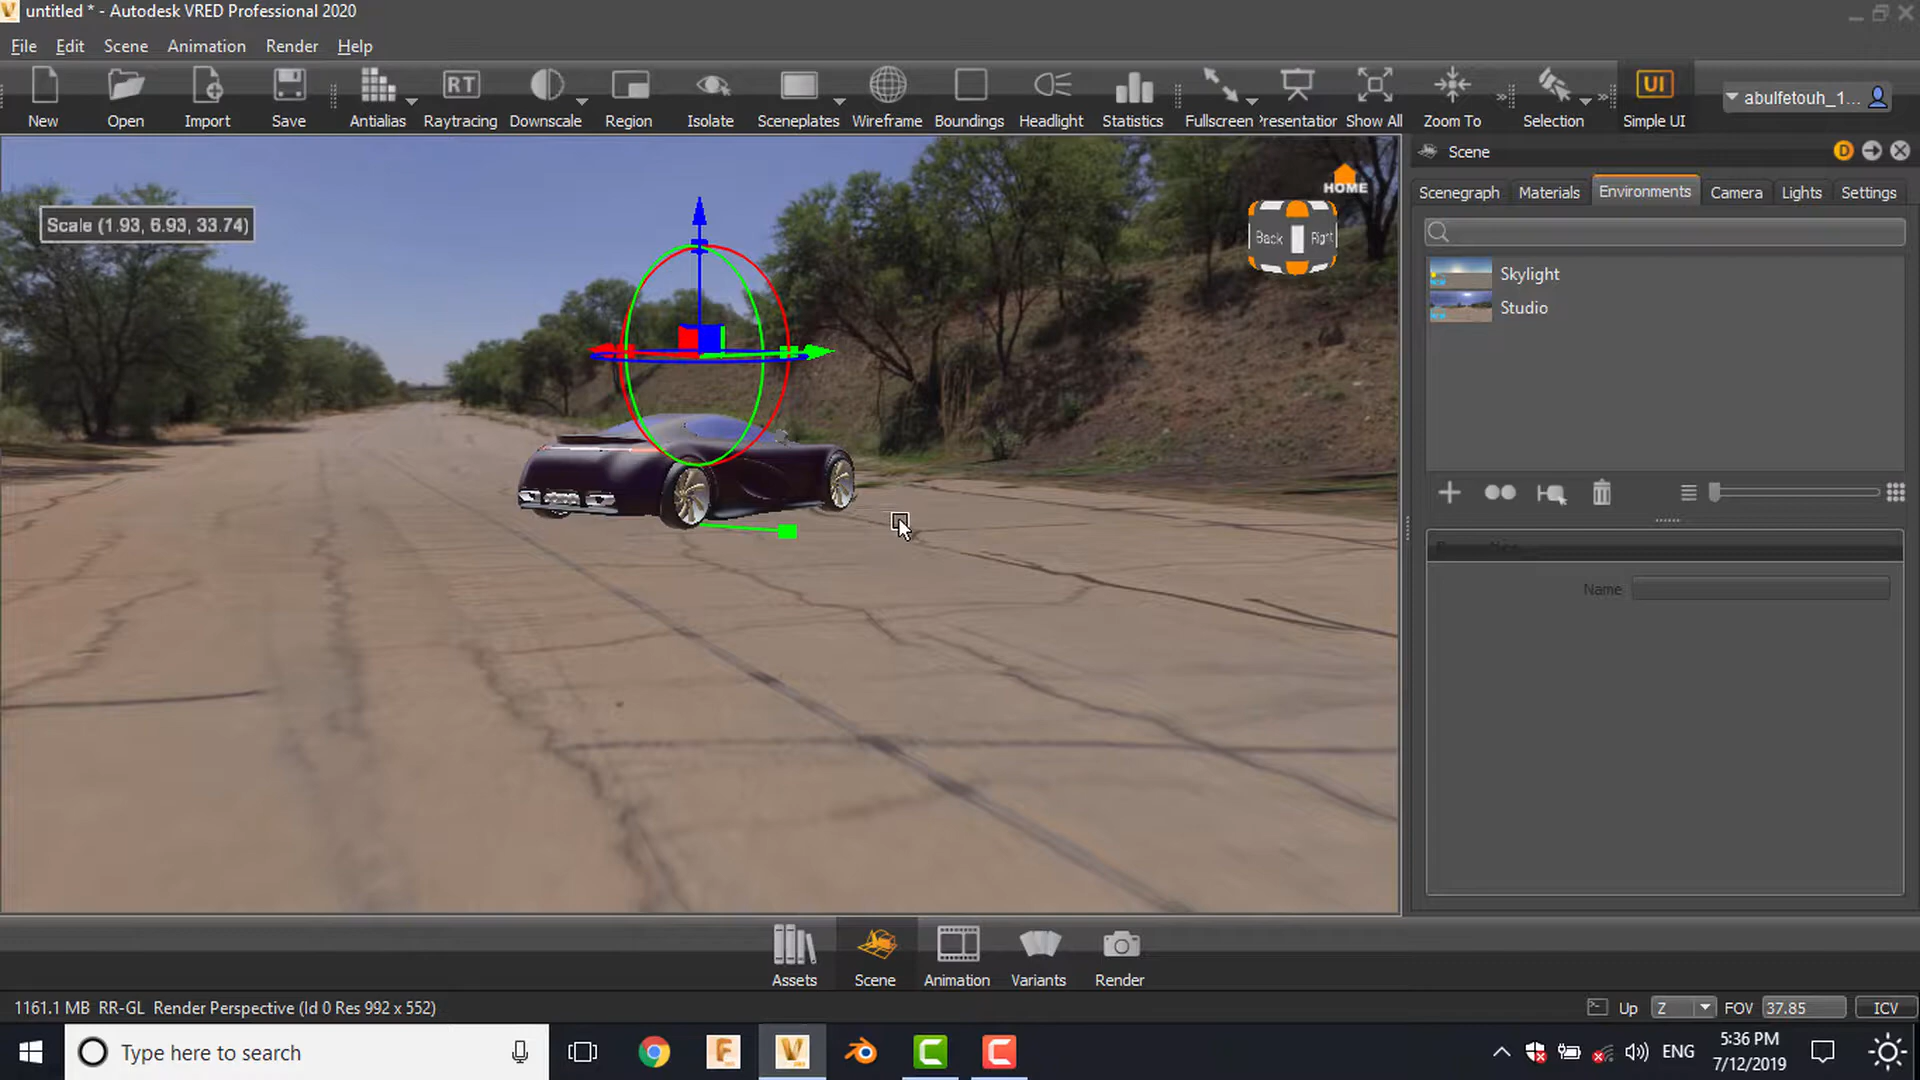 untitled * - Autodesk VRED Professional 2020
File Edit Scene Animation Render Help
RT UI
New Open Import Save Antialias Raytracing Downscale Region Isolate Sceneplates Wireframe Boundings Headlight Statistics Fullscreen Presentation Show All Zoom To Selection Simple UI
abulfetouh_1...
Scene D
Scenegraph Materials Environments Camera Lights Settings
Scale (1.93, 6.93, 33.74)
HOME
Back Right
Skylight
Studio
Name
Assets Scene Animation Variants Render
1161.1 MB RR-GL Render Perspective (Id 0 Res 992 x 552)
Up Z FOV 37.85 ICV
Type here to search
ENG
5:36 PM
7/12/2019